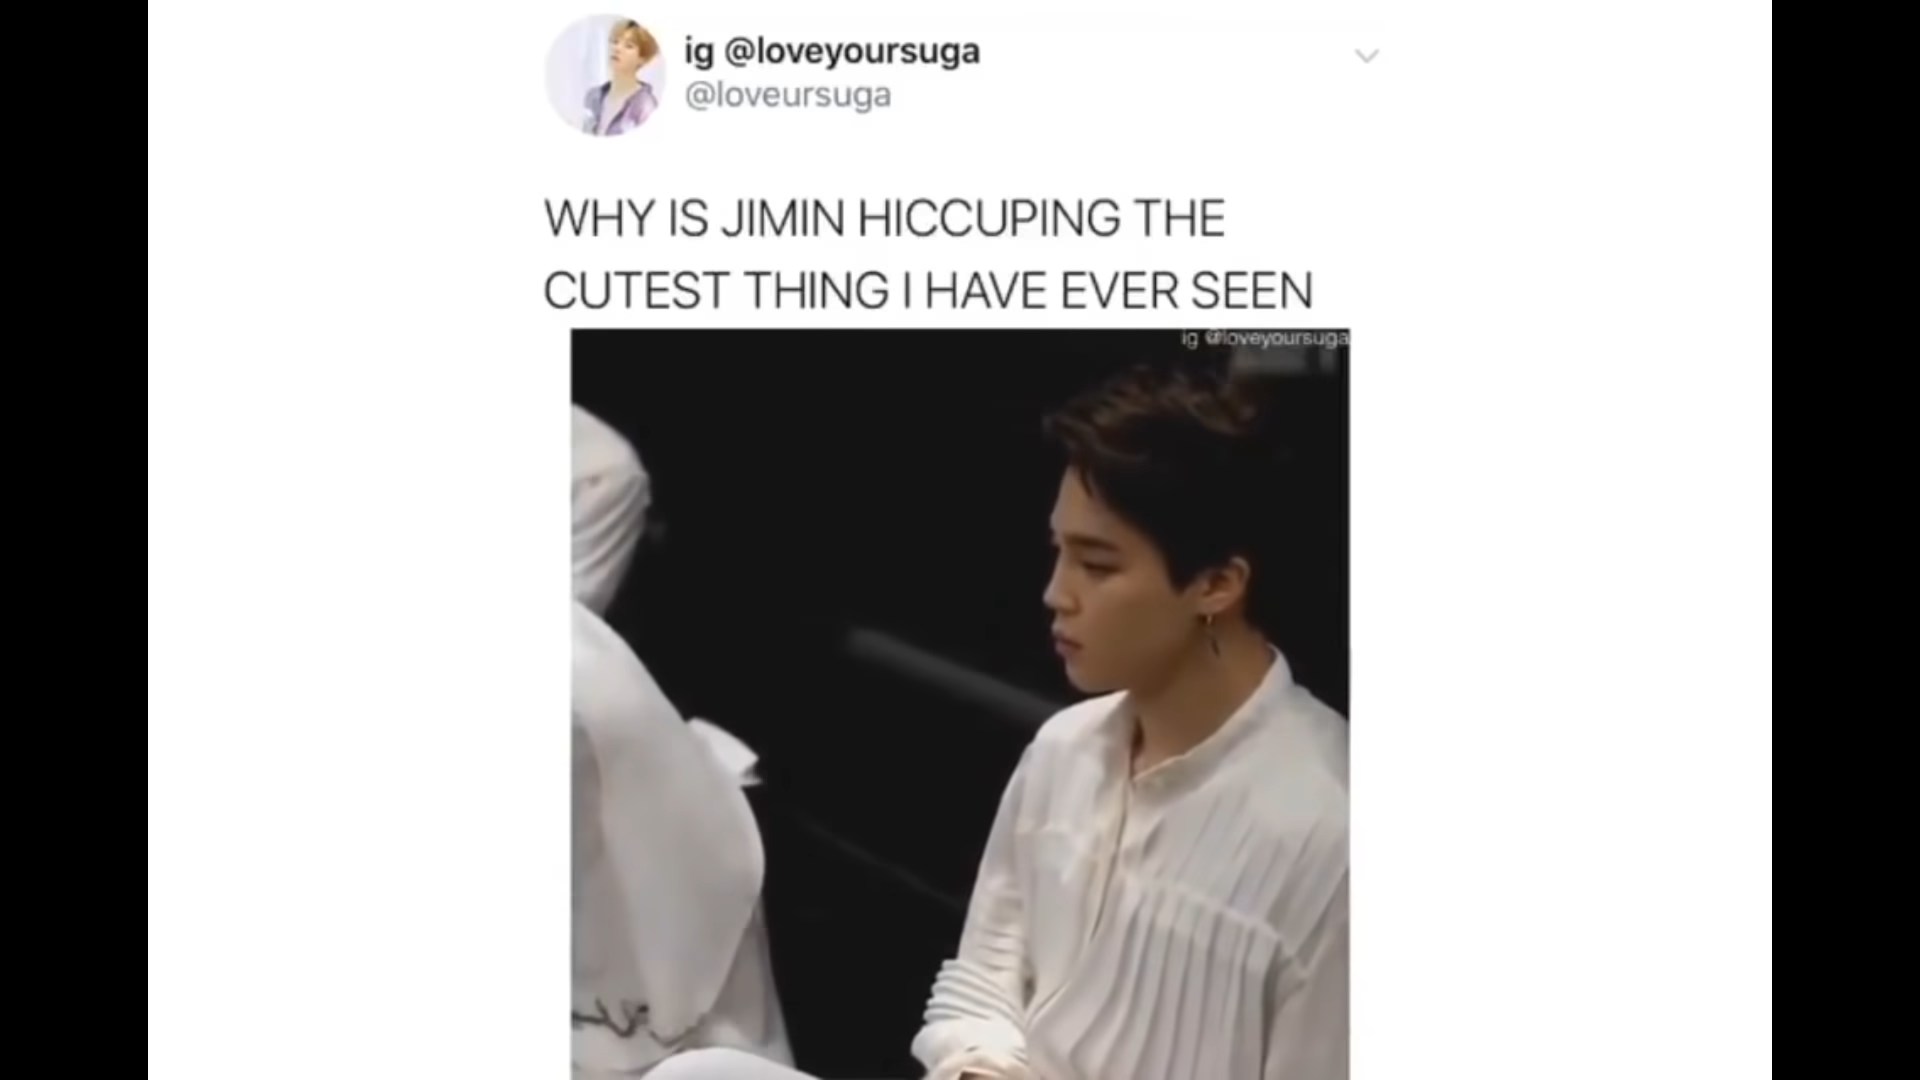 ig @loveyoursuga
@loveursuga
WHY IS JIMIN HICCUPING THE
CUTEST THING I HAVE EVER SEEN
ig @loveyoursuga